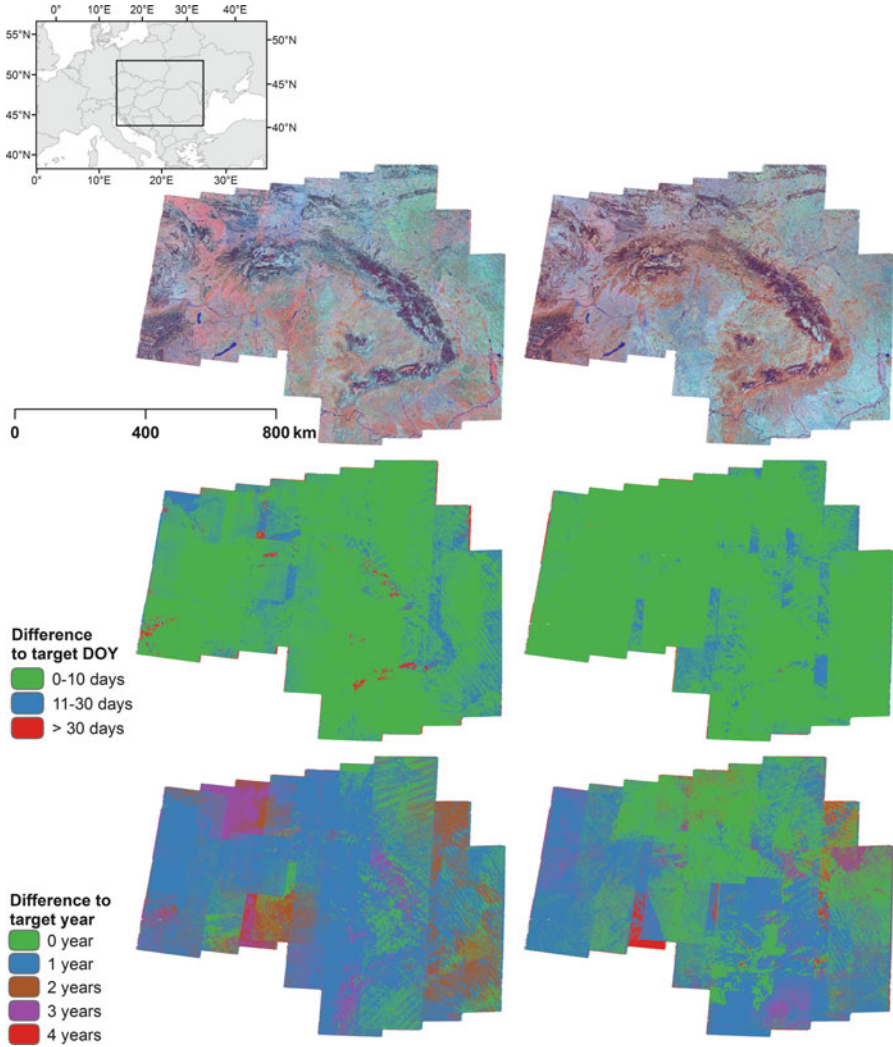 0° 10°E 20°E 30°E 40°E
55°N
50°N
50°N
45°N
45°N
40°N
40°N
0° 10°E 20°E 30°E
0 400 800 km
Difference
to target DOY
0-10 days
11-30 days
> 30 days
Difference to
target year
0 year
1 year
2 years
3 years
4 years